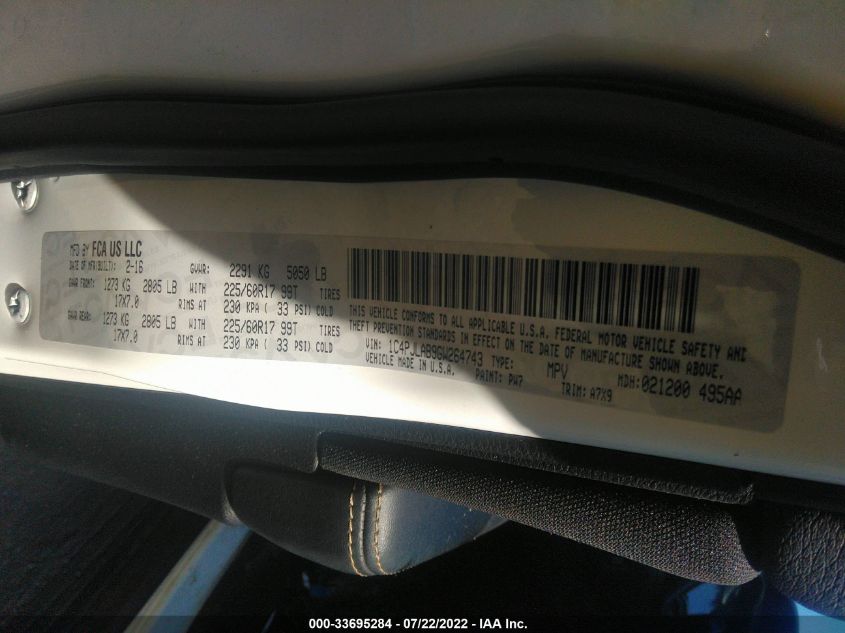 MFD BY FCA US LLC
DATE OF MFR(BUILT): 2-16 GVWR: 2291 KG 5050 LB
GAWR FRONT: 1273 KG 2805 LB WITH 225/60R17 99T TIRES
17X7.0 RIMS AT 230 KPA ( 33 PSI) COLD
GAWR REAR: 1273 KG 2805 LB WITH 225/60R17 99T TIRES
17X7.0 RIMS AT 230 KPA ( 33 PSI) COLD
THIS VEHICLE CONFORMS TO ALL APPLICABLE U.S.A. FEDERAL MOTOR VEHICLE SAFETY AND
THEFT PREVENTION STANDARDS IN EFFECT ON THE DATE OF MANUFACTURE SHOWN ABOVE.
VIN: 1C4PJLAB9GW264743 TYPE: MPV MDH:021200 495AA
VEHICLE MADE IN U.S.A. PAINT: PW7 TRIM: A7X9
000-33695284 - 07/22/2022 - IAA Inc.